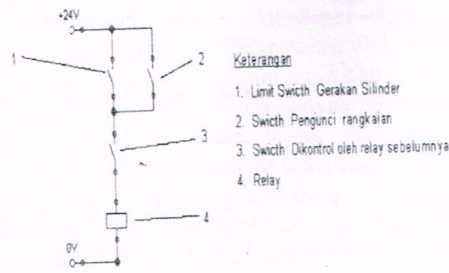 +24V
1
2
3
4
0V
Keterangan
1. Limit Swicth Gerakan Silinder
2. Swicth Pengunci rangkaian
3. Swicth Dikontrol oleh relay sebelumnya
4. Relay